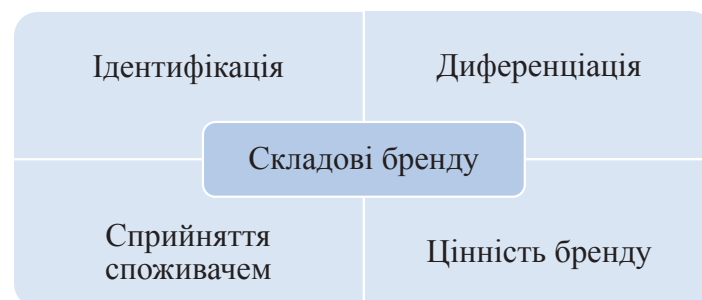 Ідентифікація
Диференціація
Складові бренду
Сприйняття
споживачем
Цінність бренду